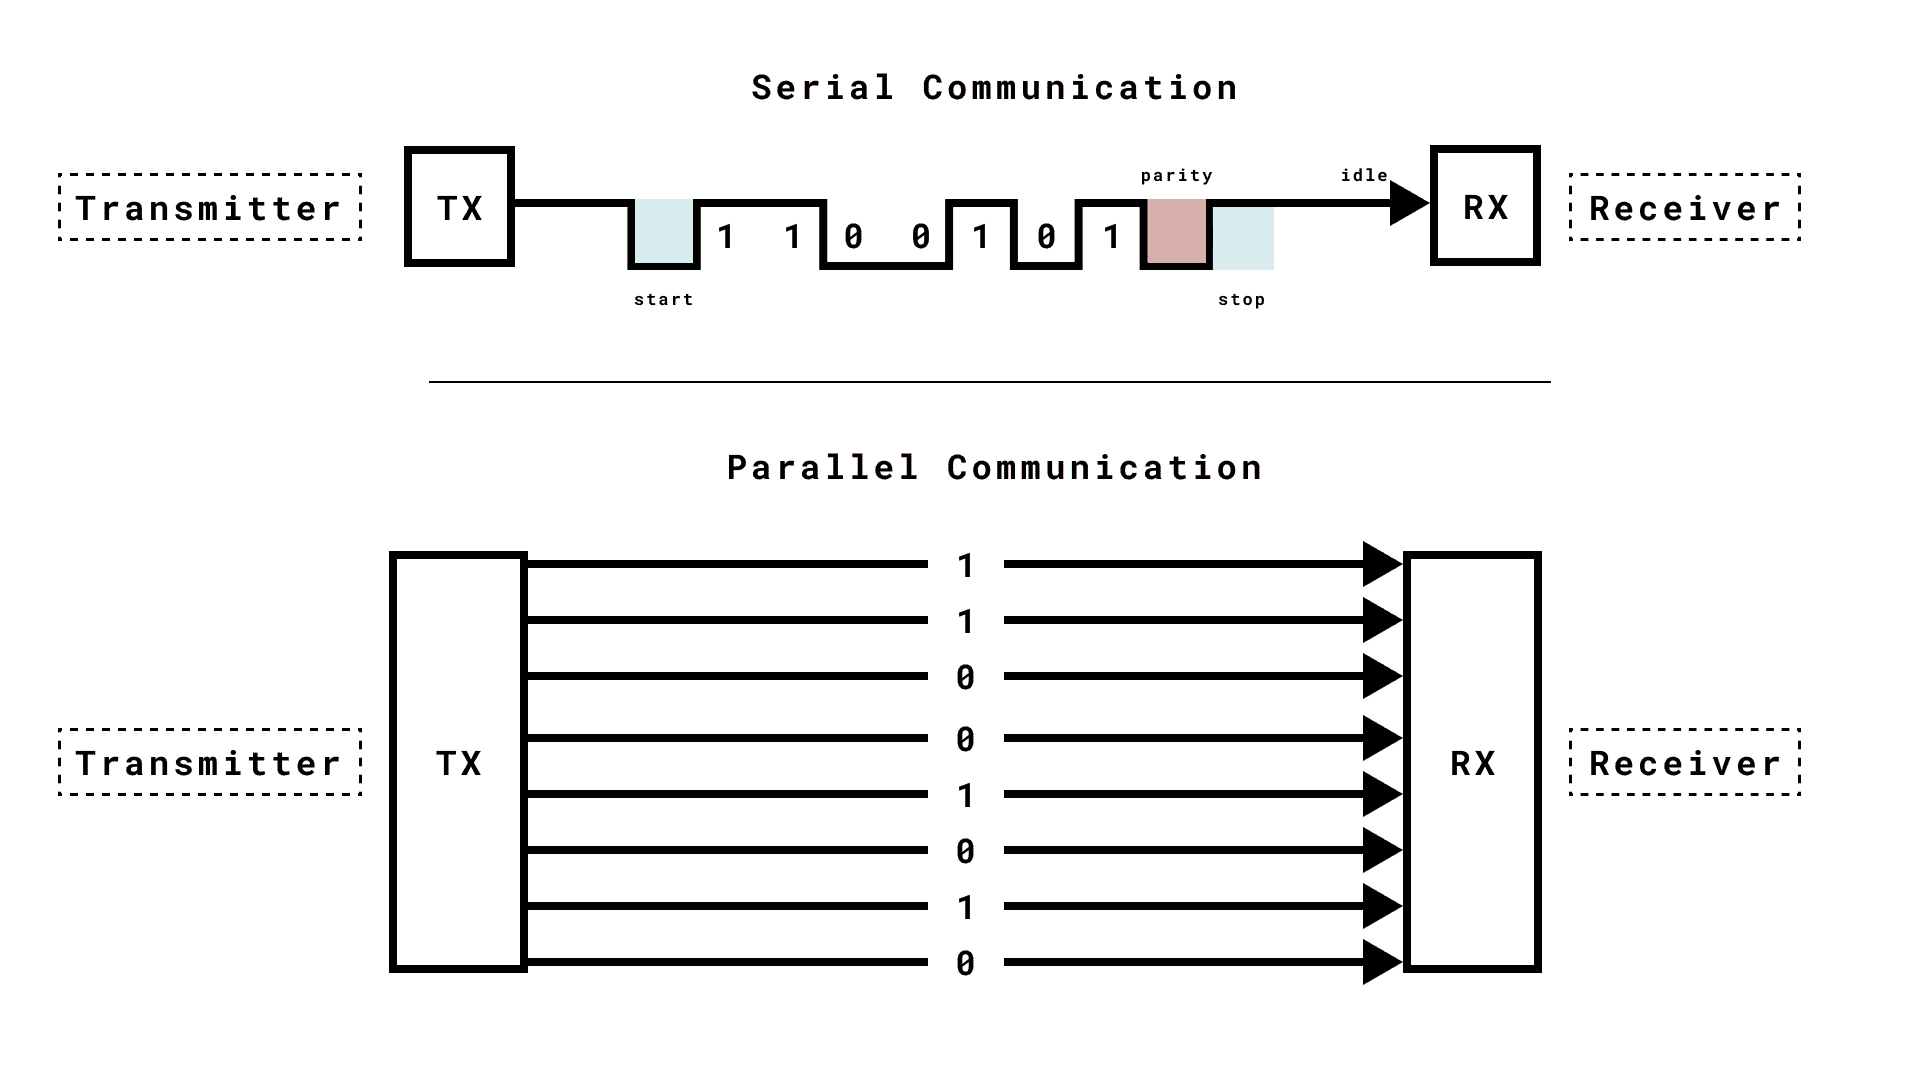 Serial Communication
parity idle
Transmitter TX 1 1 0 0 1 0 1 RX Receiver
start stop
Parallel Communication
1
1
0
0
Transmitter TX RX Receiver
1
0
1
0